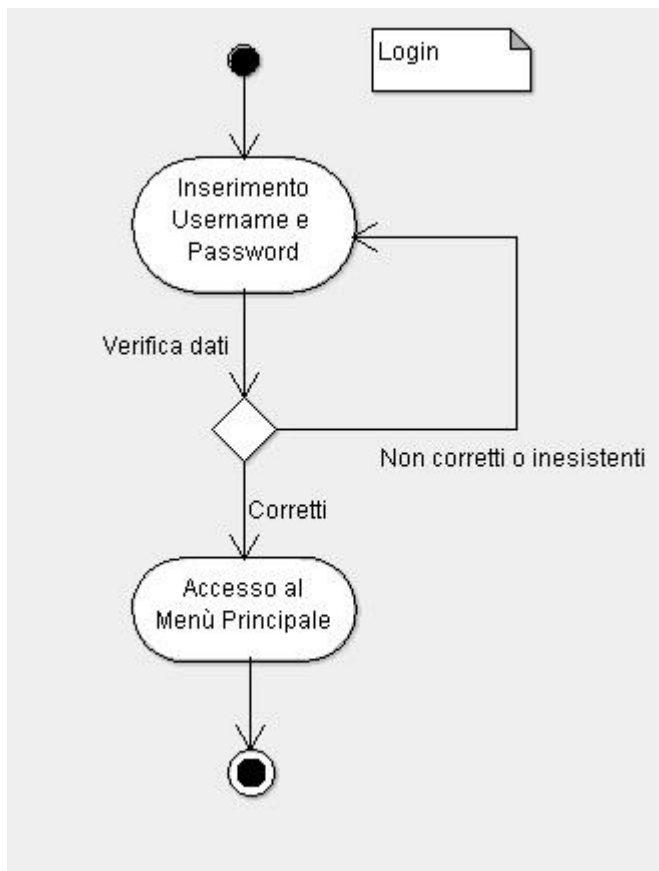 Login
Inserimento
Username e
Password
Verifica dati
Non corretti o inesistenti
Corretti
Accesso al
Menù Principale